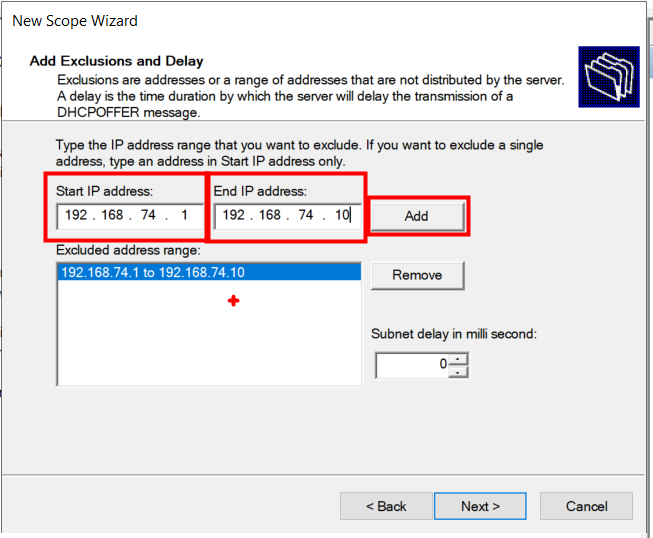 New Scope Wizard
Add Exclusions and Delay
Exclusions are addresses or a range of addresses that are not distributed by the server.
A delay is the time duration by which the server will delay the transmission of a
DHCPOFFER message.
Type the IP address range that you want to exclude. If you want to exclude a single
address, type an address in Start IP address only.
Start IP address: End IP address:
192 . 168 . 74 . 1 192 . 168 . 74 . 10 Add
Excluded address range:
192.168.74.1 to 192.168.74.10 Remove
Subnet delay in milli second:
0
< Back Next > Cancel